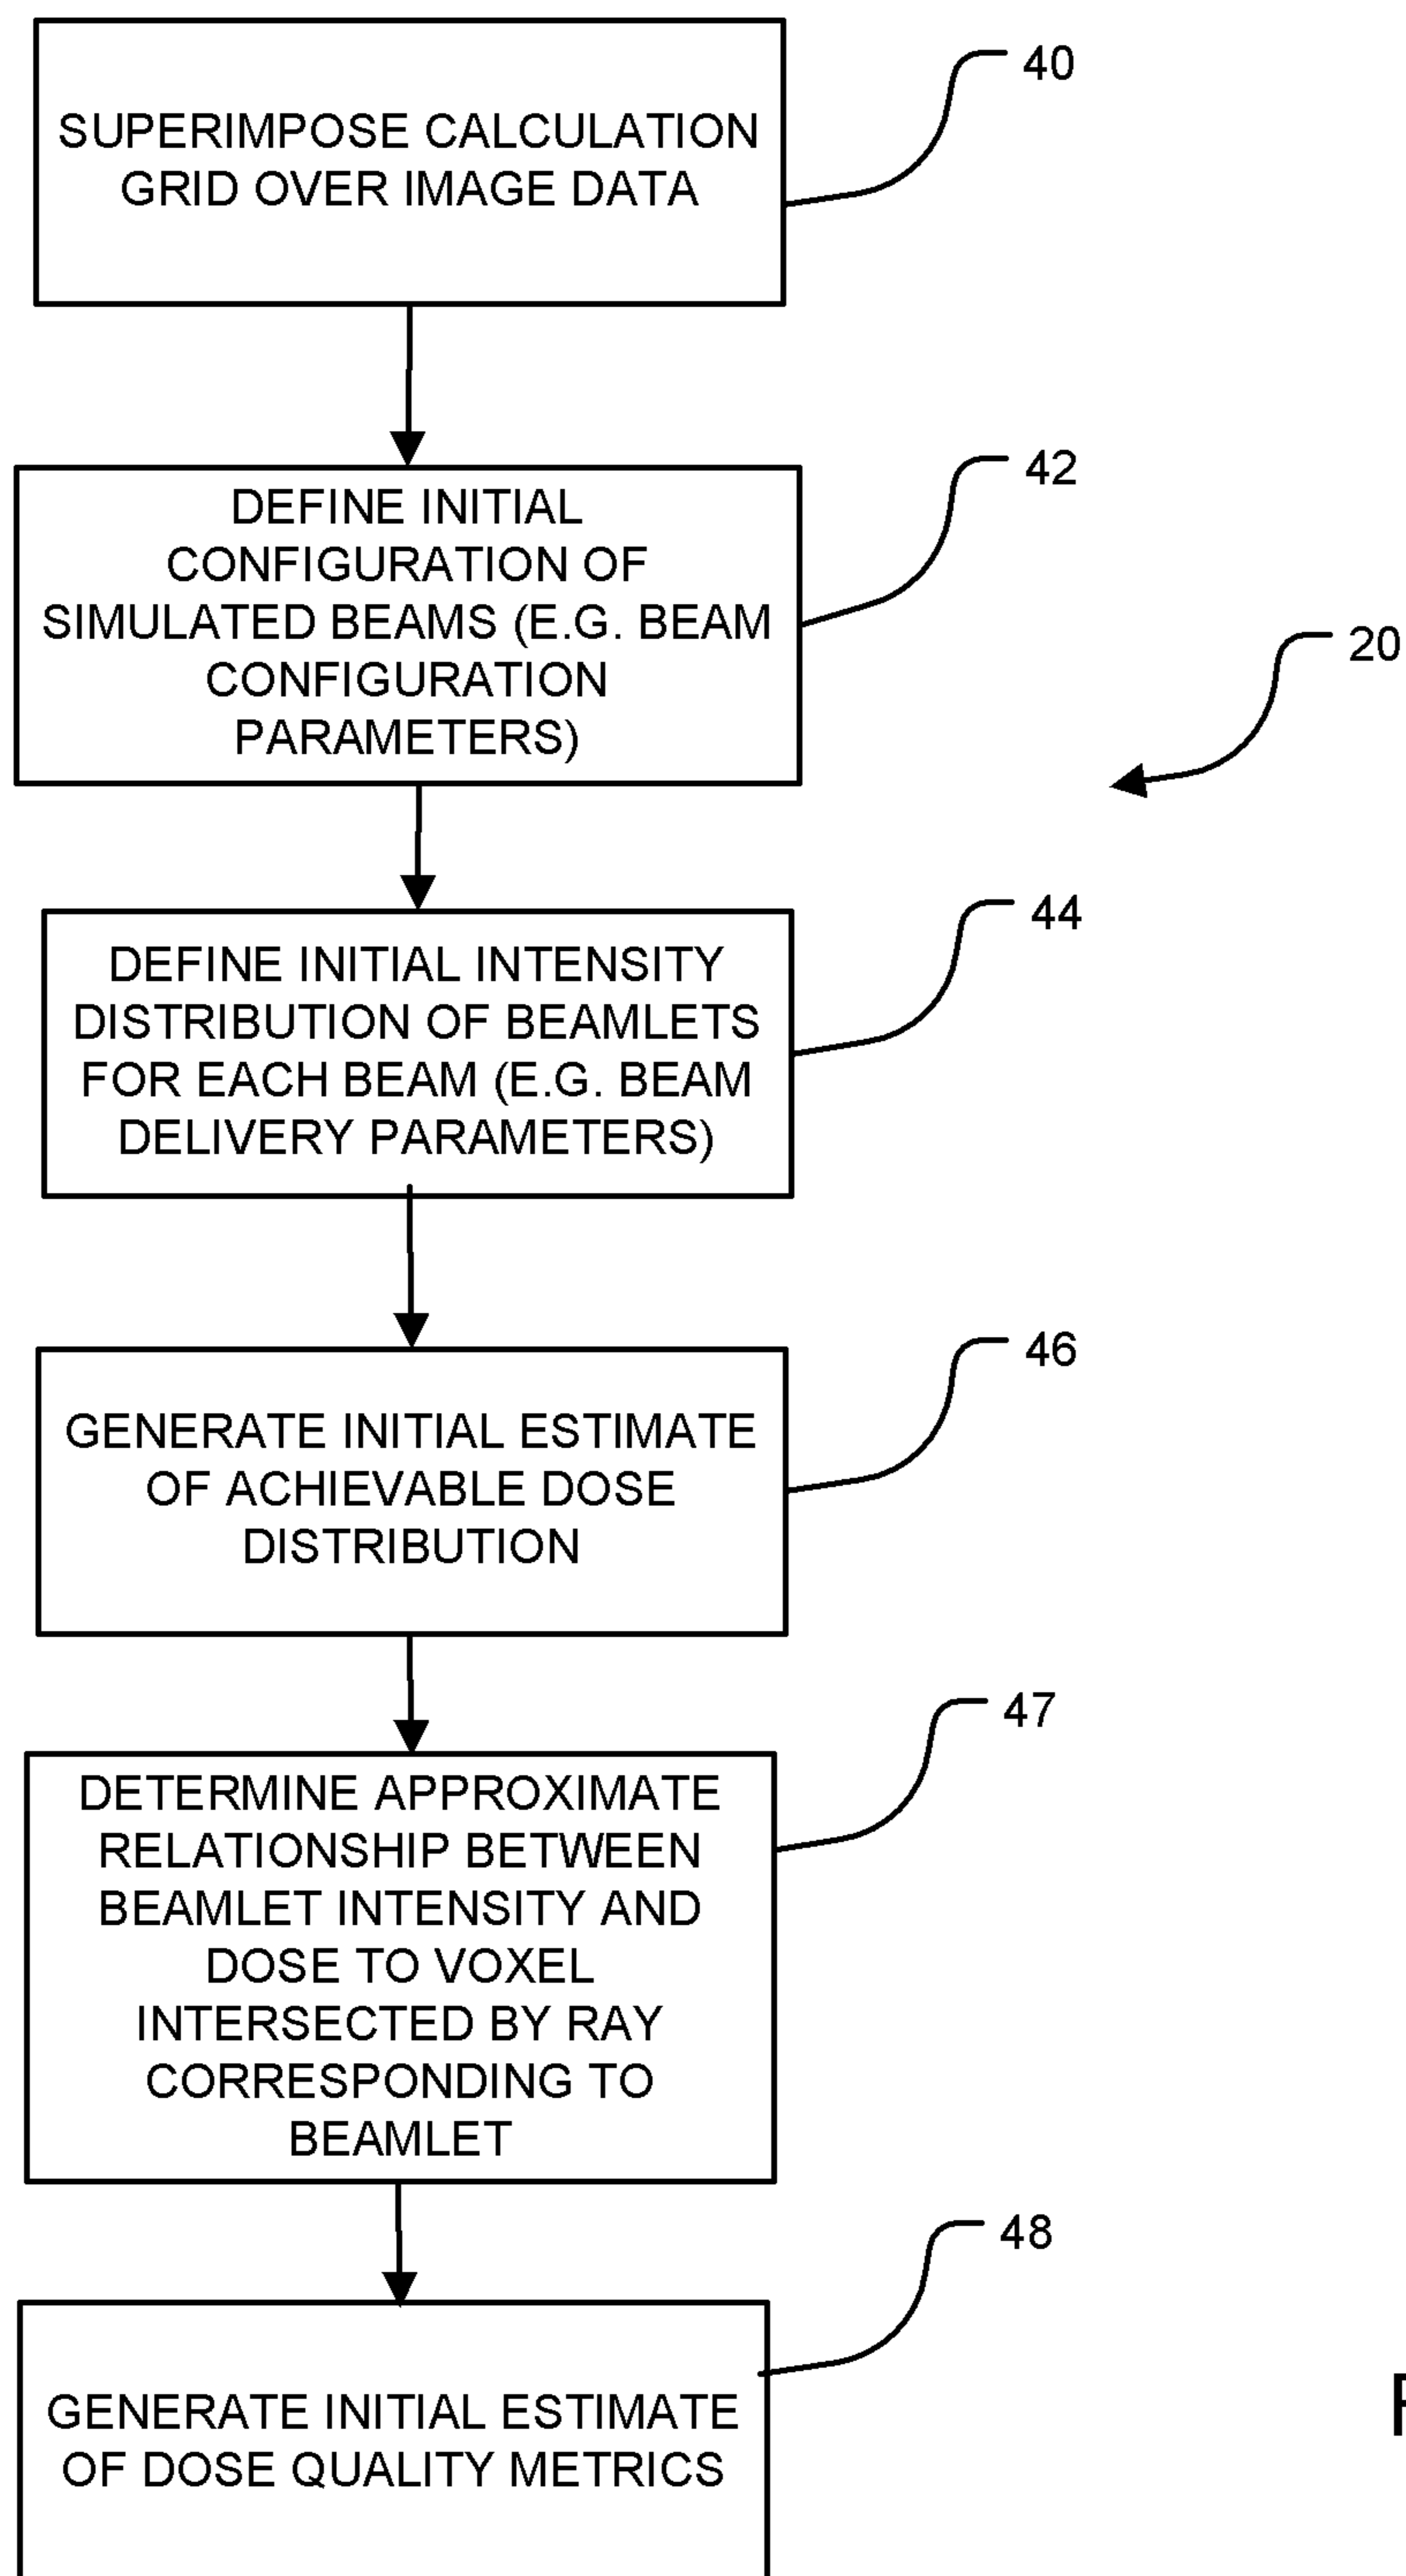 SUPERIMPOSE CALCULATION
GRID OVER IMAGE DATA
40
DEFINE INITIAL
CONFIGURATION OF
SIMULATED BEAMS (E.G. BEAM
CONFIGURATION
PARAMETERS)
42
20
DEFINE INITIAL INTENSITY
DISTRIBUTION OF BEAMLETS
FOR EACH BEAM (E.G. BEAM
DELIVERY PARAMETERS)
44
GENERATE INITIAL ESTIMATE
OF ACHIEVABLE DOSE
DISTRIBUTION
46
DETERMINE APPROXIMATE
RELATIONSHIP BETWEEN
BEAMLET INTENSITY AND
DOSE TO VOXEL
INTERSECTED BY RAY
CORRESPONDING TO
BEAMLET
47
GENERATE INITIAL ESTIMATE
OF DOSE QUALITY METRICS
48